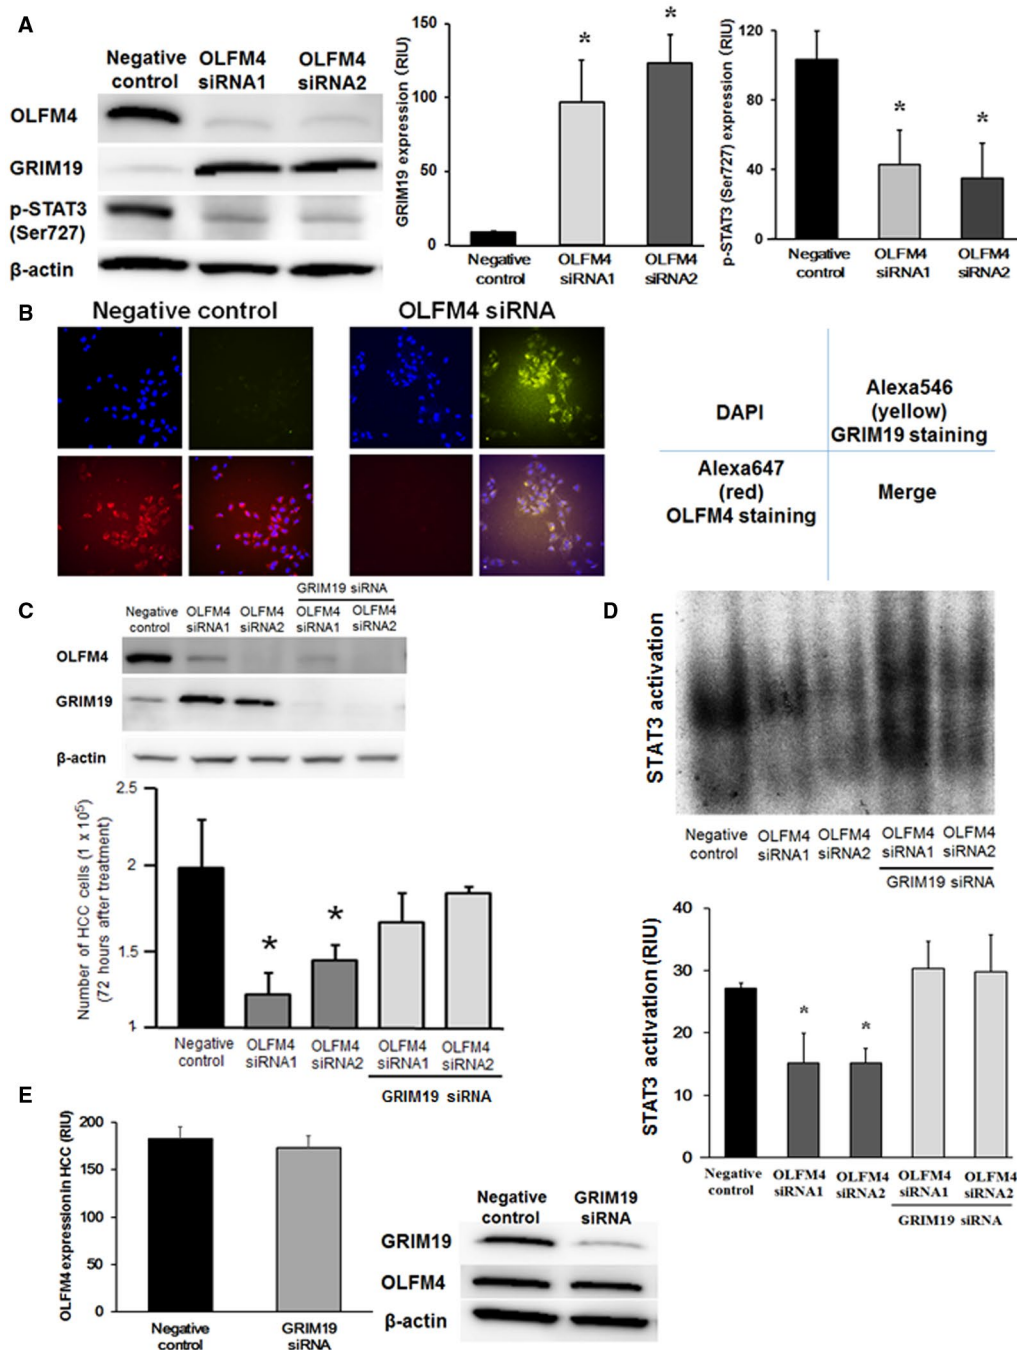 A
Negative
control
OLFM4
siRNA1
OLFM4
siRNA2
OLFM4
GRIM19
p-STAT3
(Ser727)
β-actin
GRIM19 expression (RIU)
150
100
50
0
*
*
Negative
control
OLFM4
siRNA1
OLFM4
siRNA2
p-STAT3 (Ser727) expression (RIU)
120
80
40
0
*
*
Negative
control
OLFM4
siRNA1
OLFM4
siRNA2
B
Negative control
OLFM4 siRNA
DAPI
Alexa546
(yellow)
GRIM19 staining
Alexa647
(red)
OLFM4 staining
Merge
C
GRIM19 siRNA
Negative
control
OLFM4
siRNA1
OLFM4
siRNA2
OLFM4
siRNA1
OLFM4
siRNA2
OLFM4
GRIM19
β-actin
Number of HCC cells (1 x 10⁵)
(72 hours after treatment)
2.5
2
1.5
1
*
*
Negative
control
OLFM4
siRNA1
OLFM4
siRNA2
OLFM4
siRNA1
OLFM4
siRNA2
GRIM19 siRNA
D
STAT3 activation
Negative
control
OLFM4
siRNA1
OLFM4
siRNA2
OLFM4
siRNA1
OLFM4
siRNA2
GRIM19 siRNA
STAT3 activation (RIU)
40
30
20
10
0
*
*
Negative
control
OLFM4
siRNA1
OLFM4
siRNA2
OLFM4
siRNA1
OLFM4
siRNA2
GRIM19 siRNA
E
OLFM4 expression in HCC (RIU)
200
150
100
50
0
Negative
control
GRIM19
siRNA
Negative
control
GRIM19
siRNA
GRIM19
OLFM4
β-actin